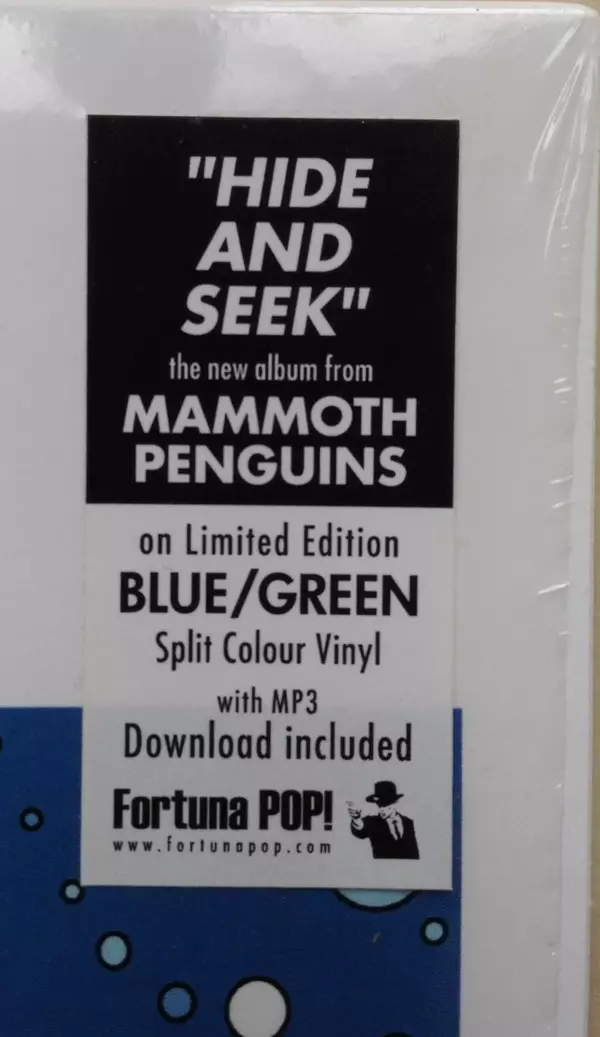 "HIDE
AND
SEEK"
the new album from
MAMMOTH
PENGUINS
on Limited Edition
BLUE/GREEN
Split Colour Vinyl
with MP3
Download included
Fortuna POP!
www.fortunapop.com